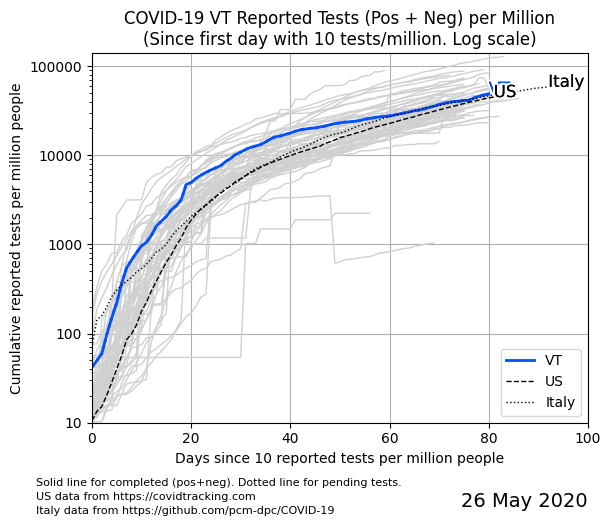 COVID-19 VT Reported Tests (Pos + Neg) per Million
(Since first day with 10 tests/million. Log scale)
Cumulative reported tests per million people
100000
10000
1000
100
10
US
Italy
VT
US
Italy
0
20
40
60
80
100
Days since 10 reported tests per million people
Solid line for completed (pos+neg). Dotted line for pending tests.
US data from https://covidtracking.com
Italy data from https://github.com/pcm-dpc/COVID-19
26 May 2020